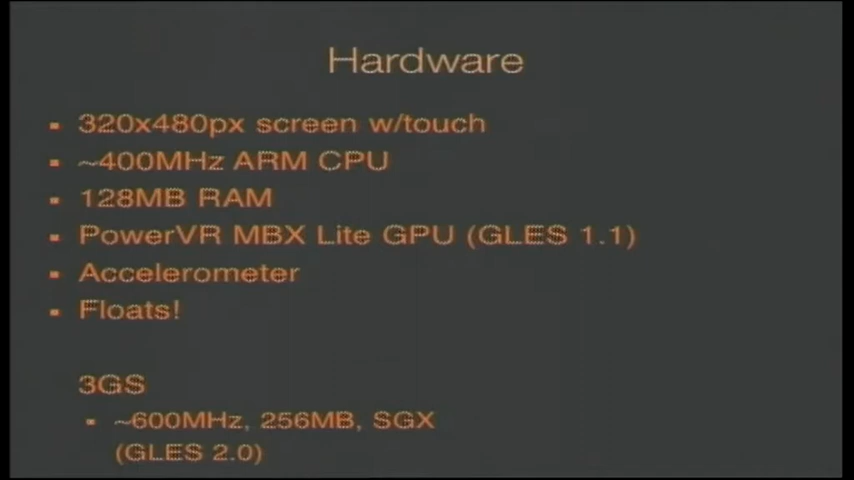 Hardware
320x480px screen w/touch
~400MHz ARM CPU
128MB RAM
PowerVR MBX Lite GPU (GLES 1.1)
Accelerometer
Floats!
3GS
~600MHz, 256MB, SGX
(GLES 2.0)